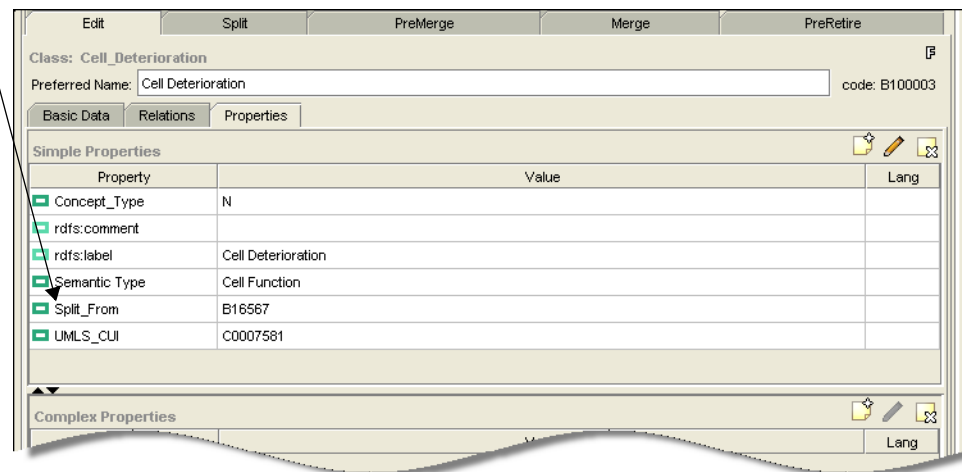 Edit Split PreMerge Merge PreRetire
Class: Cell_Deterioration
Preferred Name: Cell Deterioration code: B100003
Basic Data Relations Properties
Simple Properties
Property Value Lang
Concept_Type N
rdfs:comment
rdfs:label Cell Deterioration
Semantic Type Cell Function
Split_From B16567
UMLS_CUI C0007581
Complex Properties
Lang